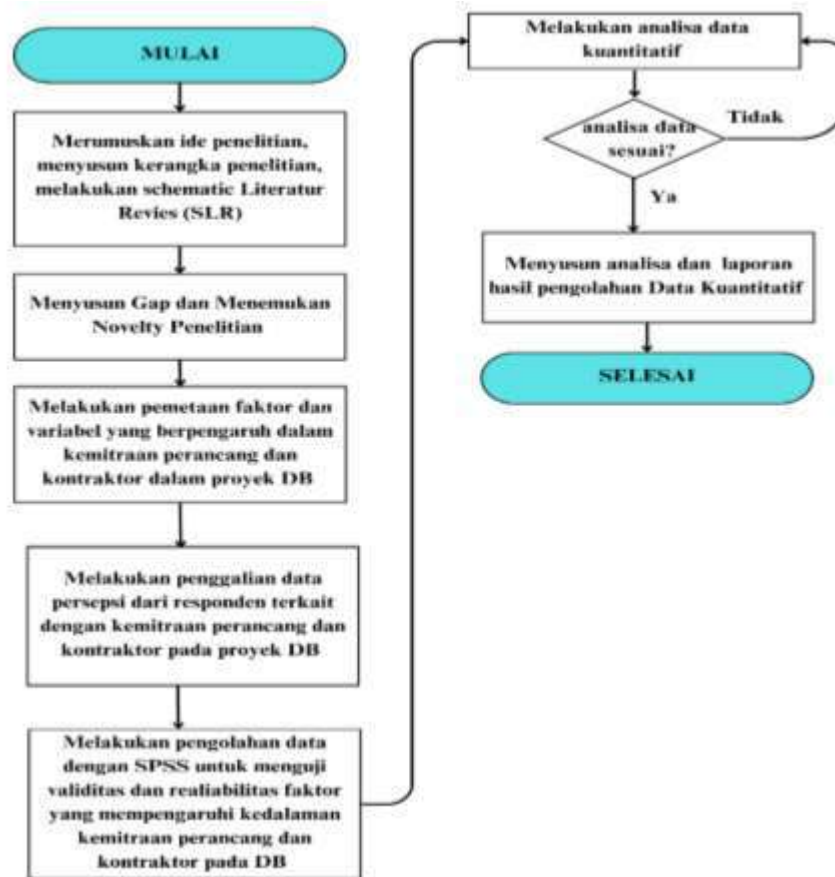 MULAI
Merumuskan ide penelitian,
menyusun kerangka penelitian,
melakukan schematic Literatur
Revies (SLR)
Menyusun Gap dan Menemukan
Novelty Penelitian
Melakukan pemetaan faktor dan
variabel yang berpengaruh dalam
kemitraan perancang dan
kontraktor dalam proyek DB
Melakukan penggalian data
persepsi dari responden terkait
dengan kemitraan perancang dan
kontraktor pada proyek DB
Melakukan pengolahan data
dengan SPSS untuk menguji
validitas dan realiabilitas faktor
yang mempengaruhi kedalaman
kemitraan perancang dan
kontraktor pada DB
Melakukan analisa data
kuantitatif
analisa data
sesuai?
Tidak
Ya
Menyusun analisa dan laporan
hasil pengolahan Data Kuantitatif
SELESAI